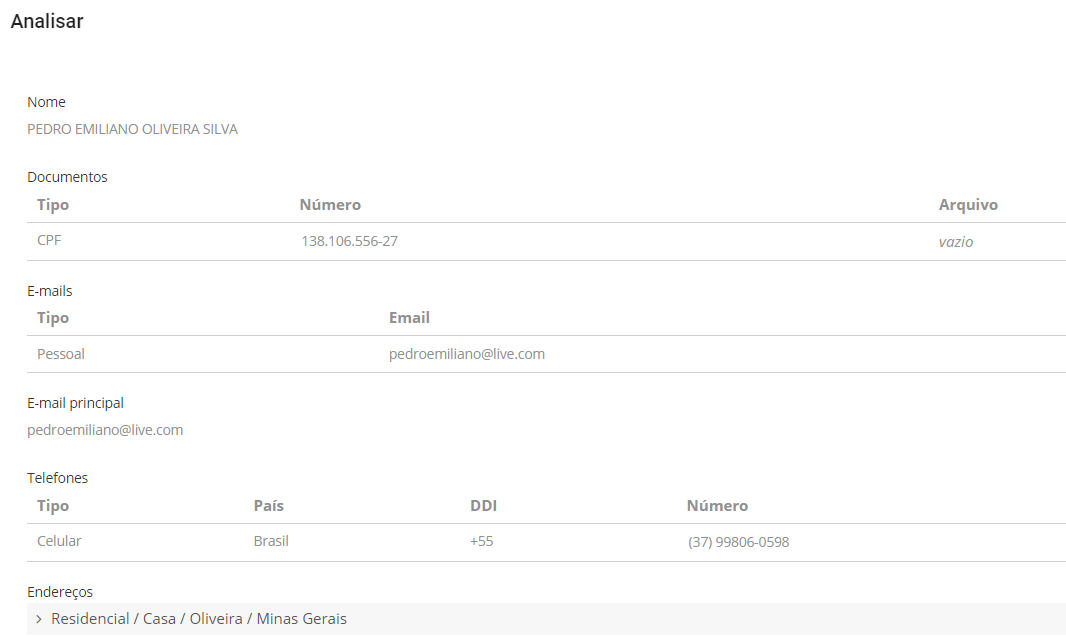 Analisar
Nome
PEDRO EMILIANO OLIVEIRA SILVA
Documentos
Tipo Número Arquivo
CPF 138.106.556-27 vazio
E-mails
Tipo Email
Pessoal pedroemiliano@live.com
E-mail principal
pedroemiliano@live.com
Telefones
Tipo País DDI Número
Celular Brasil +55 (37) 99806-0598
Endereços
> Residencial / Casa / Oliveira / Minas Gerais